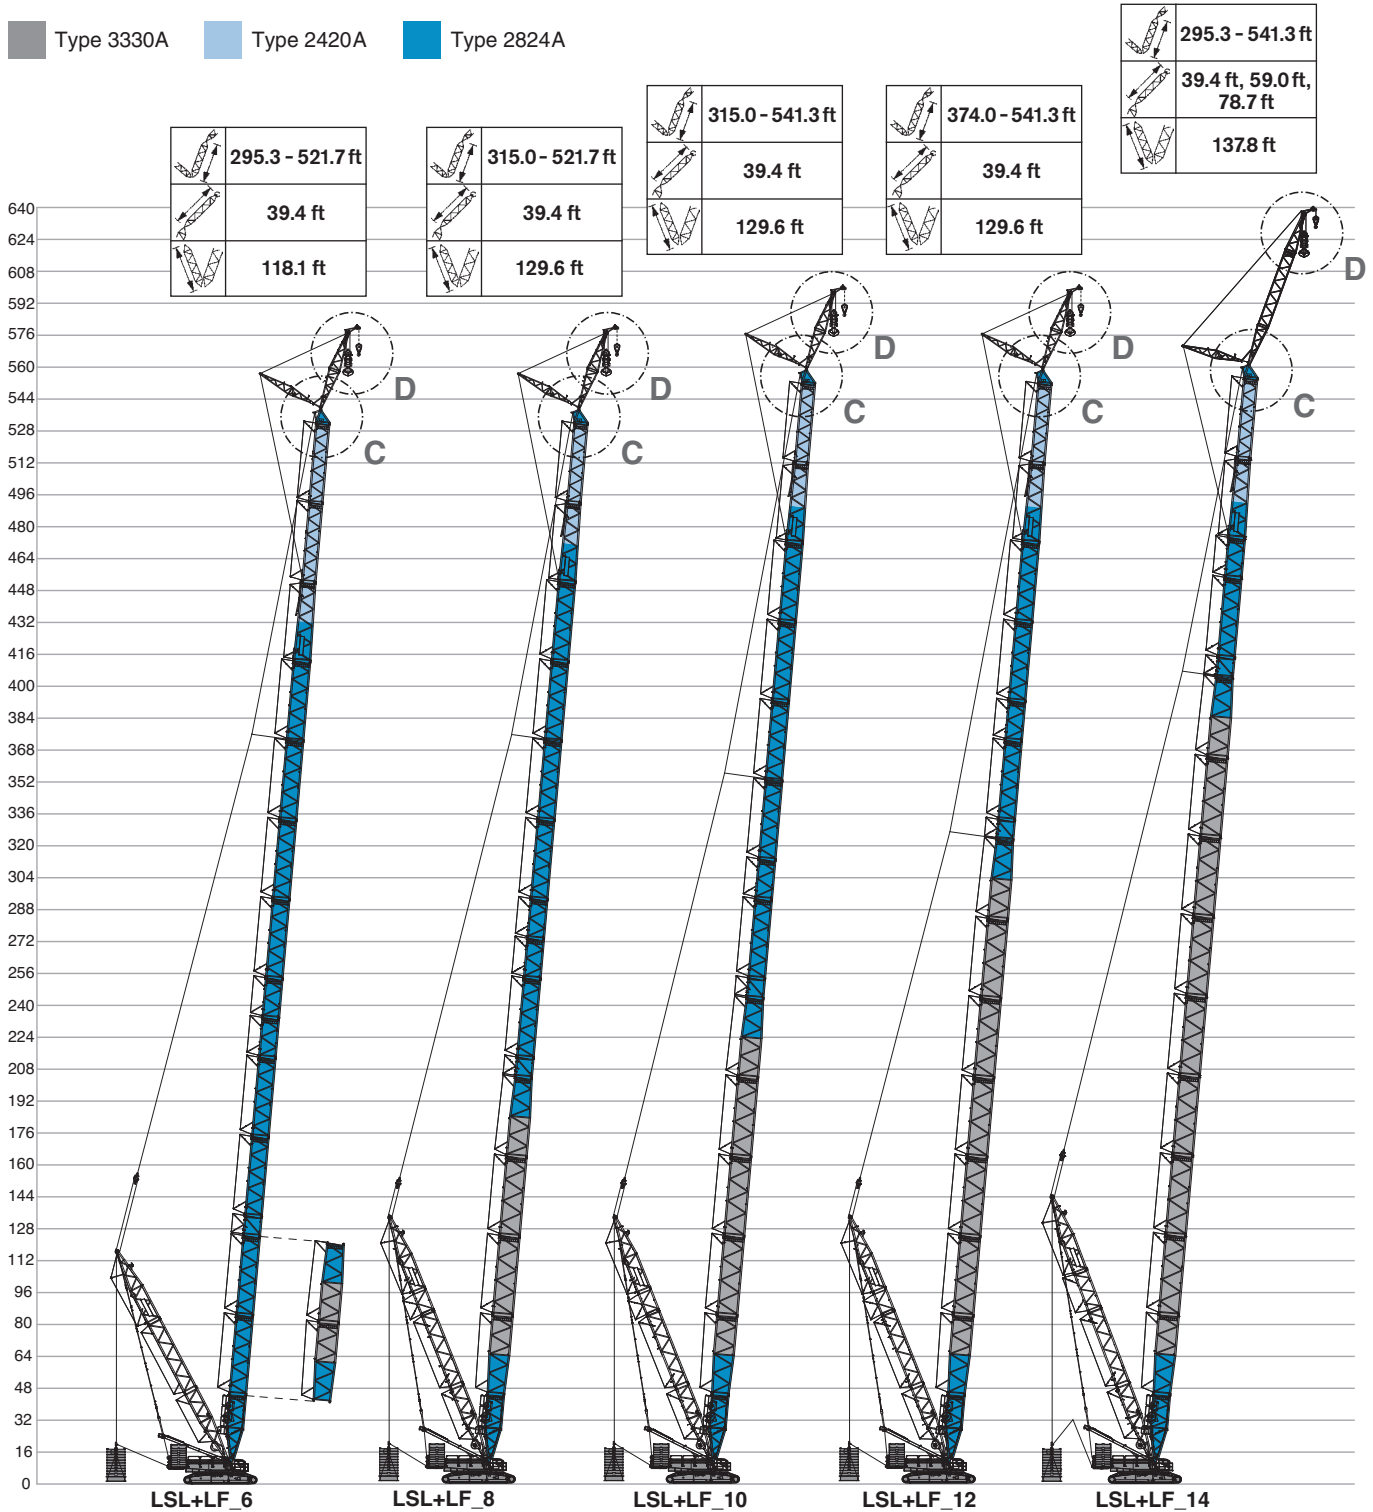 Type 3330A
Type 2420A
Type 2824A
295.3 - 521.7 ft
39.4 ft
118.1 ft
315.0 - 521.7 ft
39.4 ft
129.6 ft
315.0 - 541.3 ft
39.4 ft
129.6 ft
374.0 - 541.3 ft
39.4 ft
129.6 ft
295.3 - 541.3 ft
39.4 ft, 59.0 ft,
78.7 ft
137.8 ft
640
624
608
592
576
560
544
528
512
496
480
464
448
432
416
400
384
368
352
336
320
304
288
272
256
240
224
208
192
176
160
144
128
112
96
80
64
48
32
16
0
D
C
D
C
D
C
D
C
D
C
LSL+LF_6
LSL+LF_8
LSL+LF_10
LSL+LF_12
LSL+LF_14